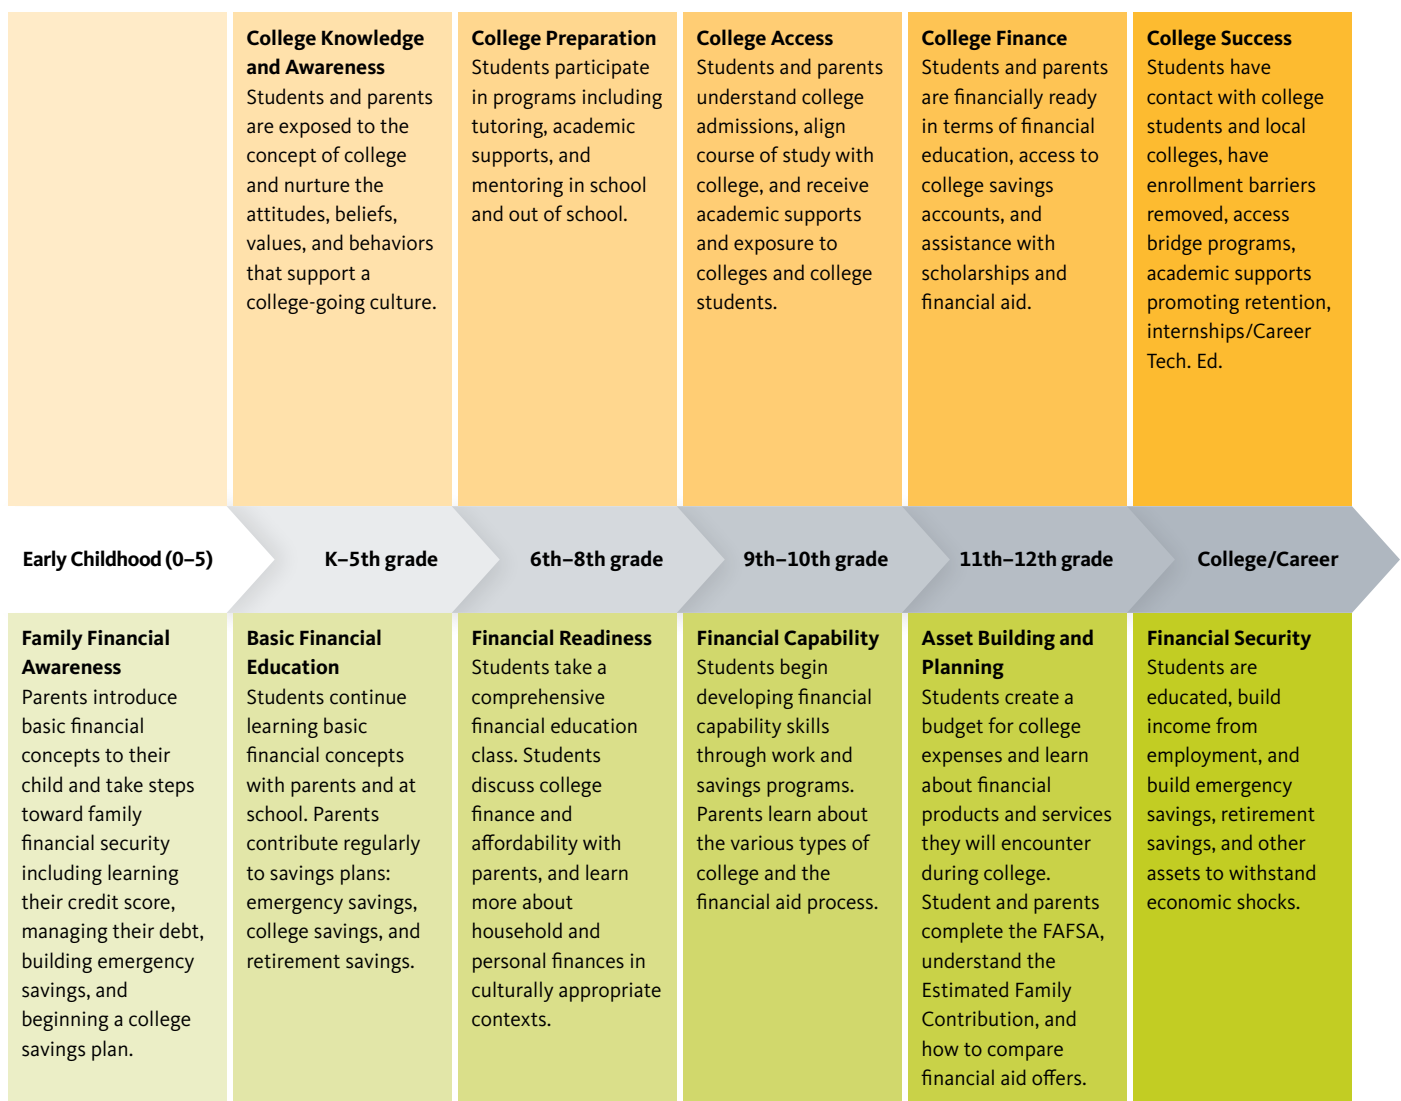 College Knowledge
and Awareness
Students and parents
are exposed to the
concept of college
and nurture the
attitudes, beliefs,
values, and behaviors
that support a
college-going culture.
College Preparation
Students participate
in programs including
tutoring, academic
supports, and
mentoring in school
and out of school.
College Access
Students and parents
understand college
admissions, align
course of study with
college, and receive
academic supports
and exposure to
colleges and college
students.
College Finance
Students and parents
are financially ready
in terms of financial
education, access to
college savings
accounts, and
assistance with
scholarships and
financial aid.
College Success
Students have
contact with college
students and local
colleges, have
enrollment barriers
removed, access
bridge programs,
academic supports
promoting retention,
internships/Career
Tech. Ed.
Early Childhood (0–5)
K–5th grade
6th–8th grade
9th–10th grade
11th–12th grade
College/Career
Family Financial
Awareness
Parents introduce
basic financial
concepts to their
child and take steps
toward family
financial security
including learning
their credit score,
managing their debt,
building emergency
savings, and
beginning a college
savings plan.
Basic Financial
Education
Students continue
learning basic
financial concepts
with parents and at
school. Parents
contribute regularly
to savings plans:
emergency savings,
college savings, and
retirement savings.
Financial Readiness
Students take a
comprehensive
financial education
class. Students
discuss college
finance and
affordability with
parents, and learn
more about
household and
personal finances in
culturally appropriate
contexts.
Financial Capability
Students begin
developing financial
capability skills
through work and
savings programs.
Parents learn about
the various types of
college and the
financial aid process.
Asset Building and
Planning
Students create a
budget for college
expenses and learn
about financial
products and services
they will encounter
during college.
Student and parents
complete the FAFSA,
understand the
Estimated Family
Contribution, and
how to compare
financial aid offers.
Financial Security
Students are
educated, build
income from
employment, and
build emergency
savings, retirement
savings, and other
assets to withstand
economic shocks.